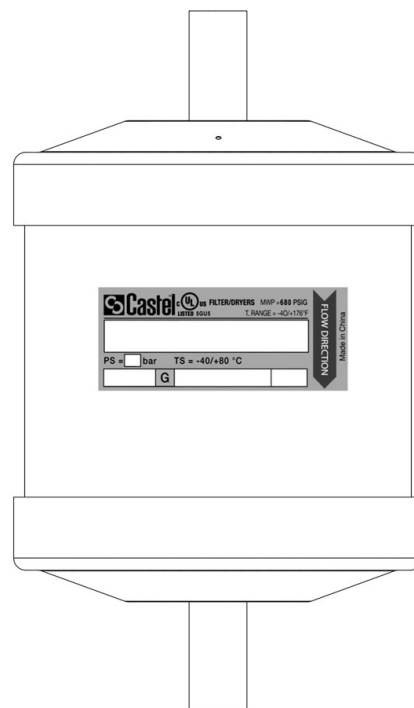 Castel c UL us FILTER/DRYERS MWP =680 PSIG
LISTED SGUS T. RANGE = -40/+176°F
PS = bar TS = -40/+80 °C
G
FLOW DIRECTION
Made in China